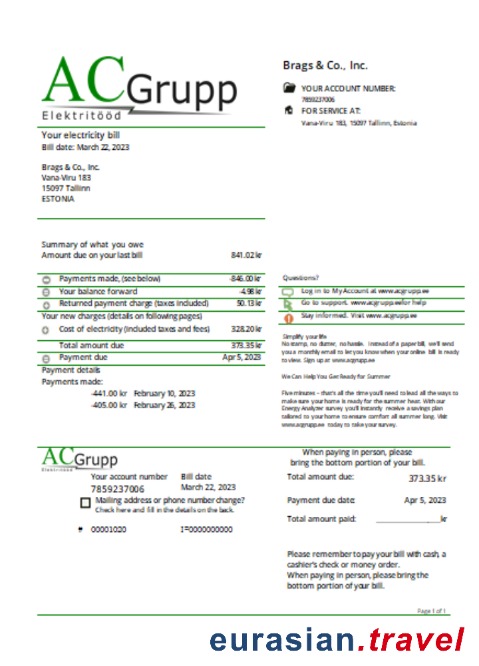 ACGrupp
Elektritööd
Brags & Co., Inc.
YOUR ACCOUNT NUMBER:
7859237006
FOR SERVICE AT:
Vana-Viru 183, 15097 Tallinn, Estonia
Your electricity bill
Bill date: March 22, 2023
Brags & Co., Inc.
Vana-Viru 183
15097 Tallinn
ESTONIA
Summary of what you owe
Amount due on your last bill 841.02 kr
Payments made, (see below) -846.00 kr
Your balance forward -4.98 kr
Returned payment charge (taxes included) 50.13 kr
Your new charges (details on following pages)
Cost of electricity (included taxes and fees) 328.20 kr
Total amount due 373.35 kr
Payment due Apr 5, 2023
Payment details
Payments made:
-441.00 kr February 10, 2023
-405.00 kr February 26, 2023
Questions?
Log in to My Account at www.acgrupp.ee
Go to support. www.acgrupp.ee for help
Stay informed. Visit www.acgrupp.ee
Simplify your life
No stamp, no clutter, no hassle. Instead of a paper bill, we'll send
you a monthly email to let you know when your online bill is ready
to view. Sign up at www.acgrupp.ee
We Can Help You Get Ready for Summer
Five minutes - that's all the time you'll need to lead all the ways to
make sure your home is ready for the summer heat. With our
Energy Analyzer survey you'll instantly receive a savings plan
tailored to your home to ensure comfort all summer long. Visit
www.acgrupp.ee today to take your survey.
ACGrupp
Elektritööd
Your account number Bill date
7859237006 March 22, 2023
Mailing address or phone number change?
Check here and fill in the details on the back.
# 00001020 I=0000000000
When paying in person, please
bring the bottom portion of your bill.
Total amount due: 373.35 kr
Payment due date: Apr 5, 2023
Total amount paid: ________________kr
Please remember to pay your bill with cash, a
cashier's check or money order.
When paying in person, please bring the
bottom portion of your bill.
Page 1 of 1
eurasian.travel